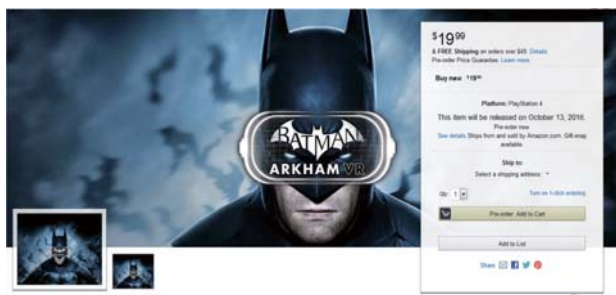 BATMAN
ARKHAM VR
$19 99
& FREE Shipping on orders over $49. Details
Pre-order Price Guarantee. Learn more.
Buy new $19.99
Platform: PlayStation 4
This item will be released on October 13, 2016.
Pre-order now
See details Ships from and sold by Amazon.com. Gift-wrap
available.
Ship to:
Select a shipping address:
Qty: 1
Turn on 1-click ordering
Pre-order: Add to Cart
Add to List
Share